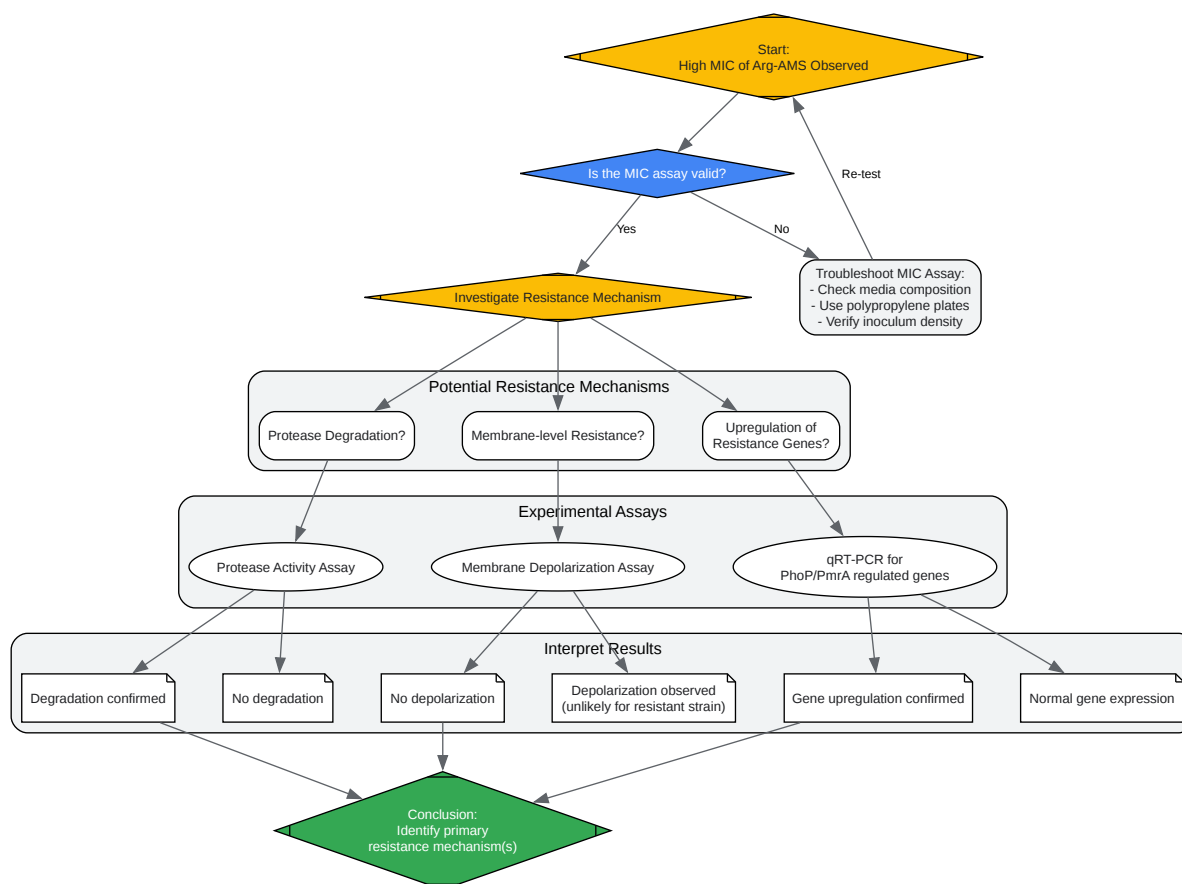 Start:
High MIC of Arg-AMS Observed
Is the MIC assay valid?
Re-test
Yes
No
Troubleshoot MIC Assay:
- Check media composition
- Use polypropylene plates
- Verify inoculum density
Investigate Resistance Mechanism
Potential Resistance Mechanisms
Protease Degradation?
Membrane-level Resistance?
Upregulation of
Resistance Genes?
Experimental Assays
Protease Activity Assay
Membrane Depolarization Assay
qRT-PCR for
PhoP/PmrA regulated genes
Interpret Results
Degradation confirmed
No degradation
No depolarization
Depolarization observed
(unlikely for resistant strain)
Gene upregulation confirmed
Normal gene expression
Conclusion:
Identify primary
resistance mechanism(s)